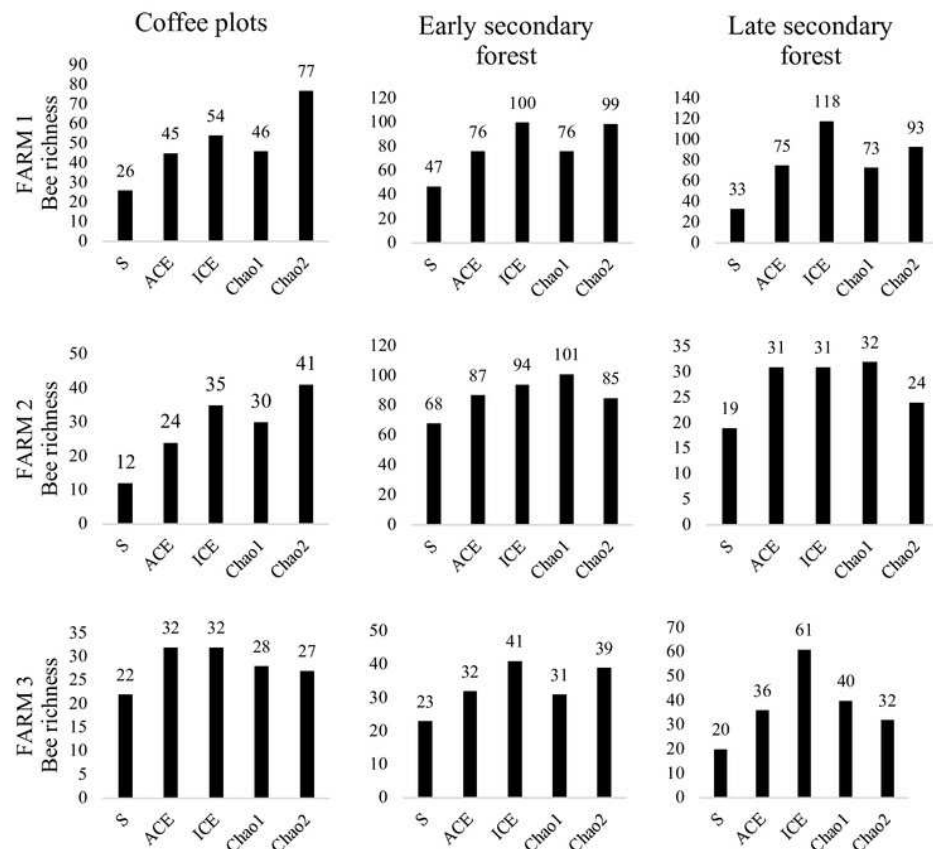 Coffee plots
Early secondary
forest
Late secondary
forest
FARM 1
Bee richness
90
80
70
60
50
40
30
20
10
0
26
45
54
46
77
S
ACE
ICE
Chao1
Chao2
120
100
80
60
40
20
0
47
76
100
76
99
S
ACE
ICE
Chao1
Chao2
140
120
100
80
60
40
20
0
33
75
118
73
93
S
ACE
ICE
Chao1
Chao2
FARM 2
Bee richness
50
40
30
20
10
0
12
24
35
30
41
S
ACE
ICE
Chao1
Chao2
120
100
80
60
40
20
0
68
87
94
101
85
S
ACE
ICE
Chao1
Chao2
35
30
25
20
15
10
5
0
19
31
31
32
24
S
ACE
ICE
Chao1
Chao2
FARM 3
Bee richness
35
30
25
20
15
10
5
0
22
32
32
28
27
S
ACE
ICE
Chao1
Chao2
50
40
30
20
10
0
23
32
41
31
39
S
ACE
ICE
Chao1
Chao2
70
60
50
40
30
20
10
0
20
36
61
40
32
S
ACE
ICE
Chao1
Chao2